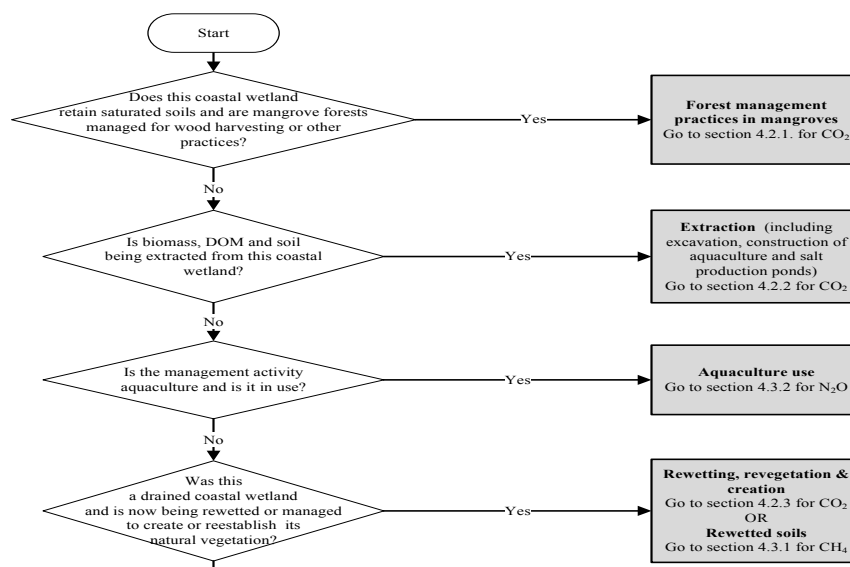 Start
Does this coastal wetland
retain saturated soils and are mangrove forests
managed for wood harvesting or other
practices?
Yes
Forest management
practices in mangroves
Go to section 4.2.1. for CO₂
No
Is biomass, DOM and soil
being extracted from this coastal
wetland?
Yes
Extraction (including
excavation, construction of
aquaculture and salt
production ponds)
Go to section 4.2.2 for CO₂
No
Is the management activity
aquaculture and is it in use?
Yes
Aquaculture use
Go to section 4.3.2 for N₂O
No
Was this
a drained coastal wetland
and is now being rewetted or managed
to create or reestablish its
natural vegetation?
Yes
Rewetting, revegetation &
creation
Go to section 4.2.3 for CO₂
OR
Rewetted soils
Go to section 4.3.1 for CH₄